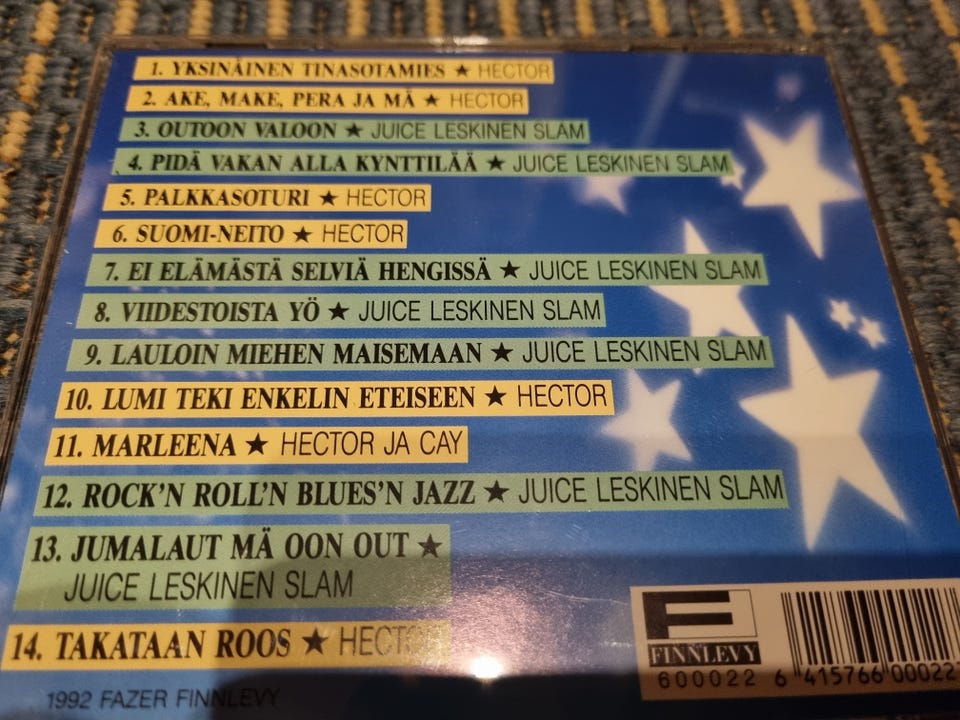 1. YKSINÄINEN TINASOTAMIES ★ HECTOR
2. AKE, MAKE, PERA JA MÄ ★ HECTOR
3. OUTOON VALOON ★ JUICE LESKINEN SLAM
4. PIDÄ VAKAN ALLA KYNTTILÄÄ ★ JUICE LESKINEN SLAM
5. PALKKASOTURI ★ HECTOR
6. SUOMI-NEITO ★ HECTOR
7. EI ELÄMÄSTÄ SELVIÄ HENGISSÄ ★ JUICE LESKINEN SLAM
8. VIIDESTOISTA YÖ ★ JUICE LESKINEN SLAM
9. LAULOIN MIEHEN MAISEMAAN ★ JUICE LESKINEN SLAM
10. LUMI TEKI ENKELIN ETEISEEN ★ HECTOR
11. MARLEENA ★ HECTOR JA CAY
12. ROCK'N ROLL'N BLUES'N JAZZ ★ JUICE LESKINEN SLAM
13. JUMALAUT MÄ OON OUT ★
JUICE LESKINEN SLAM
14. TAKATAAN ROOS ★ HECTOR
1992 FAZER FINNLEVY
F
FINNLEVY
600022 6 415766 000022